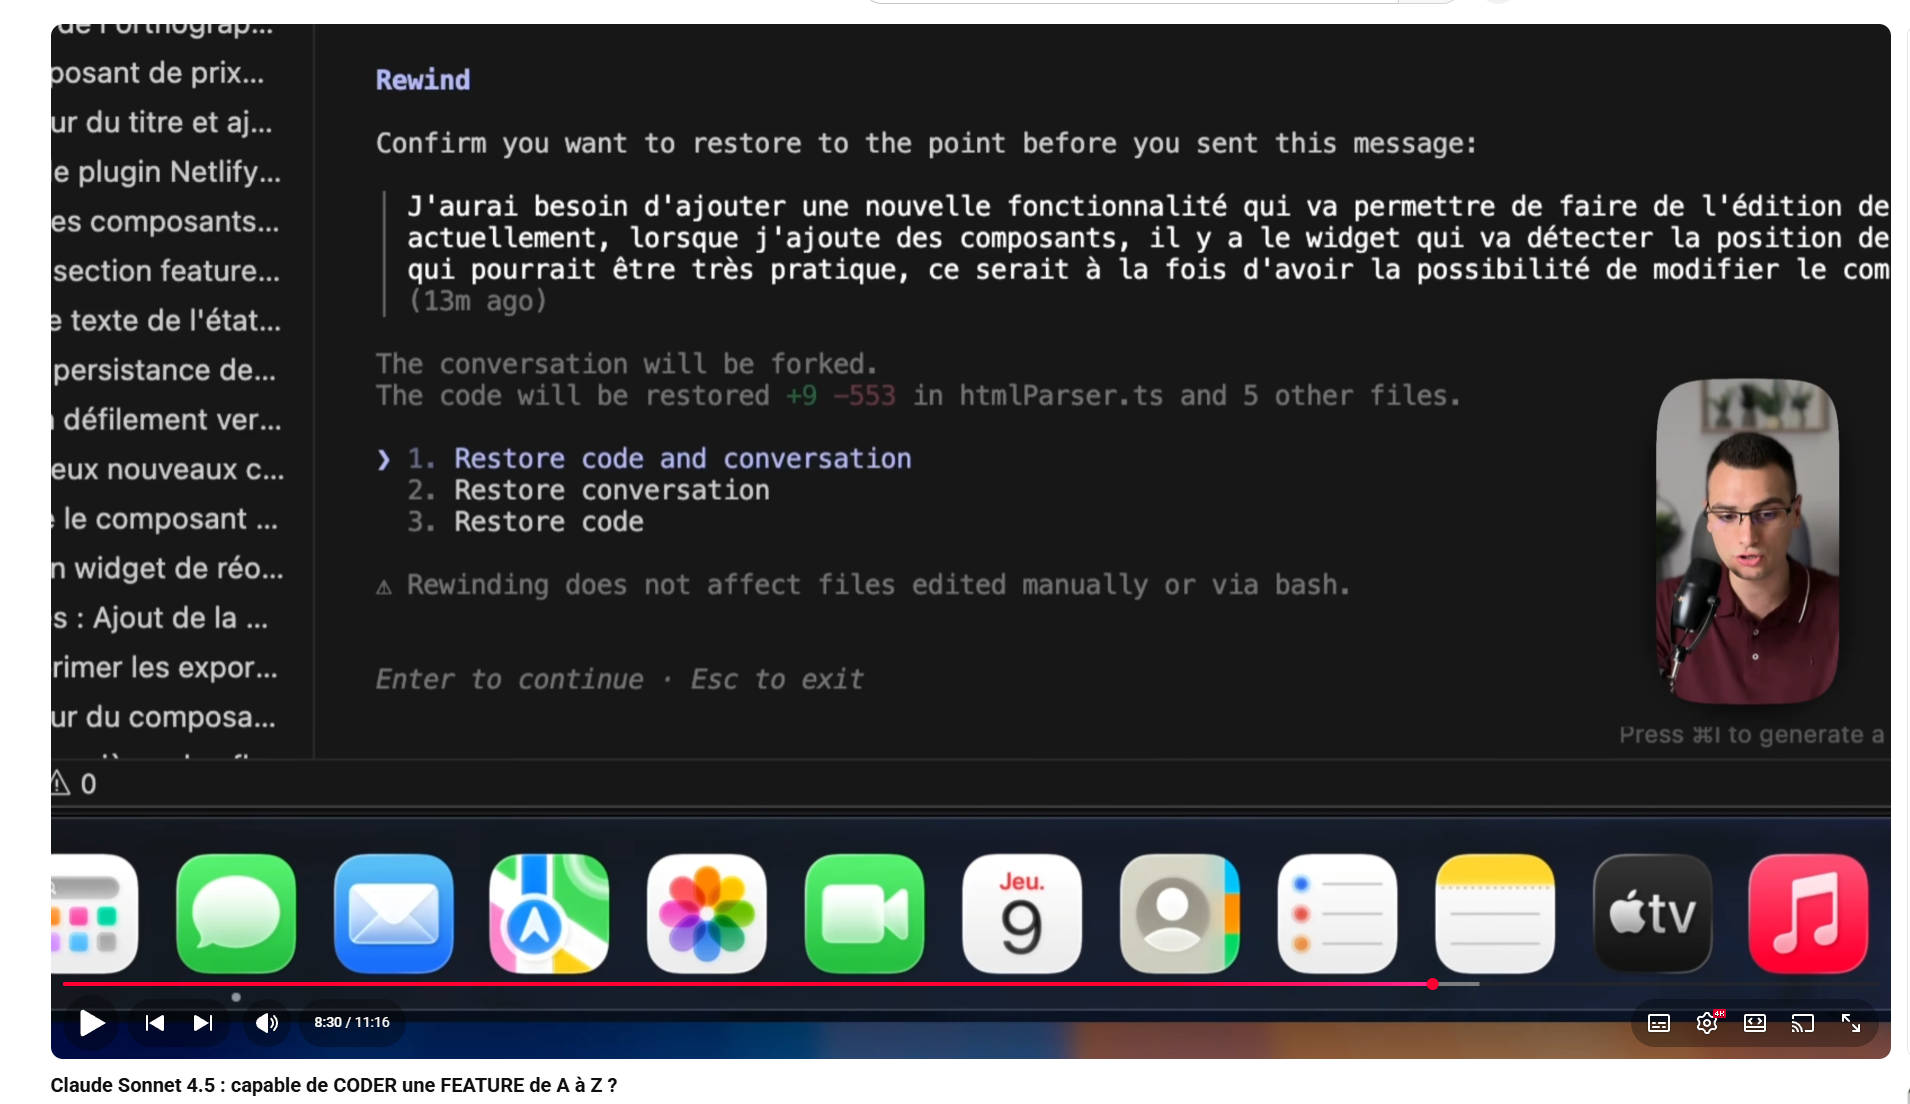 de l'orthograp...
posant de prix...
ur du titre et aj...
e plugin Netlify...
es composants...
section feature...
e texte de l'état...
persistance de...
défilement ver...
eux nouveaux c...
le composant ...
n widget de réo...
s : Ajout de la ...
rimer les expor...
ur du composa...
Rewind
Confirm you want to restore to the point before you sent this message:
J'aurai besoin d'ajouter une nouvelle fonctionnalité qui va permettre de faire de l'édition de
actuellement, lorsque j'ajoute des composants, il y a le widget qui va détecter la position de
qui pourrait être très pratique, ce serait à la fois d'avoir la possibilité de modifier le com
(13m ago)
The conversation will be forked.
The code will be restored +9 -553 in htmlParser.ts and 5 other files.
❯ 1. Restore code and conversation
2. Restore conversation
3. Restore code
⚠ Rewinding does not affect files edited manually or via bash.
Enter to continue · Esc to exit
Press ⌘I to generate a
⚠ 0
Jeu.
9
tv
8:30 / 11:16
4K
Claude Sonnet 4.5 : capable de CODER une FEATURE de A à Z ?